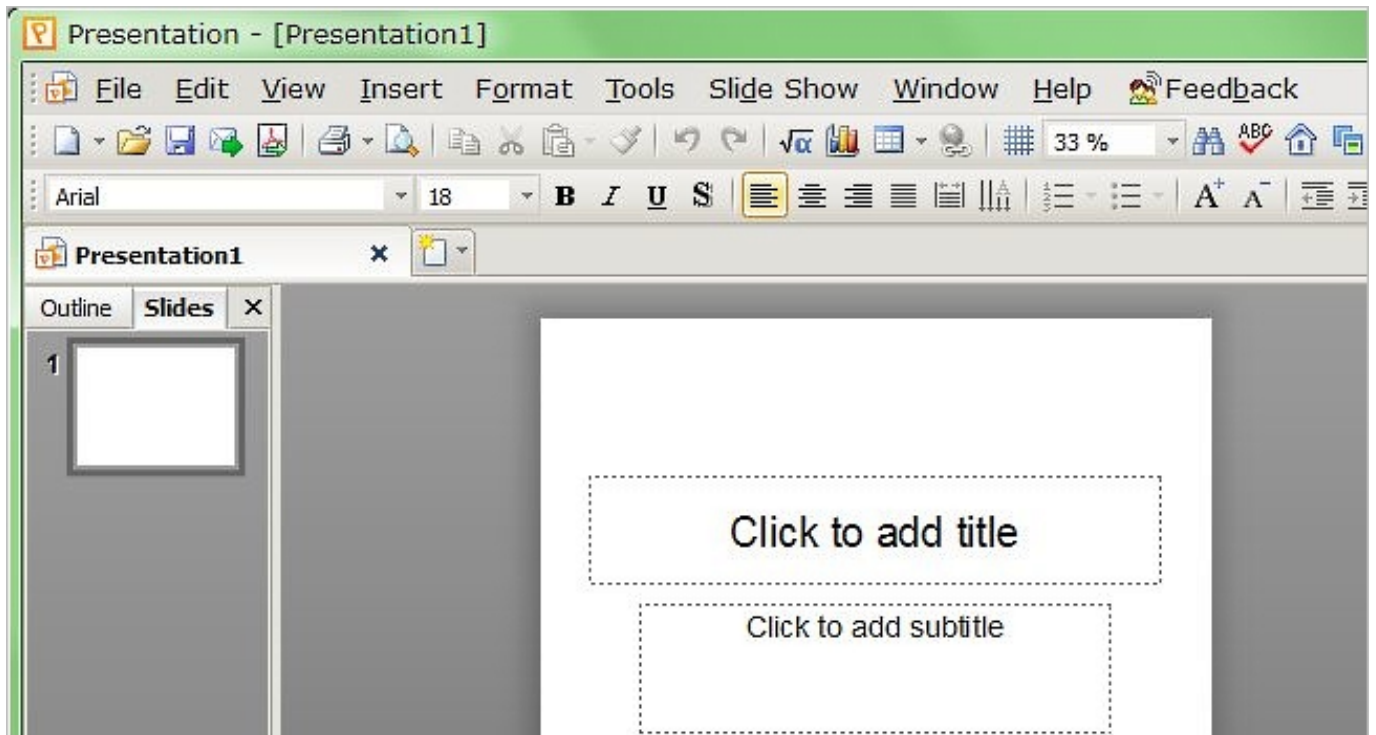 Presentation - [Presentation1]
File Edit View Insert Format Tools Slide Show Window Help Feedback
√α 33 % ABC
Arial 18 B I U S A+ A-
Presentation1
Outline Slides
1
Click to add title
Click to add subtitle